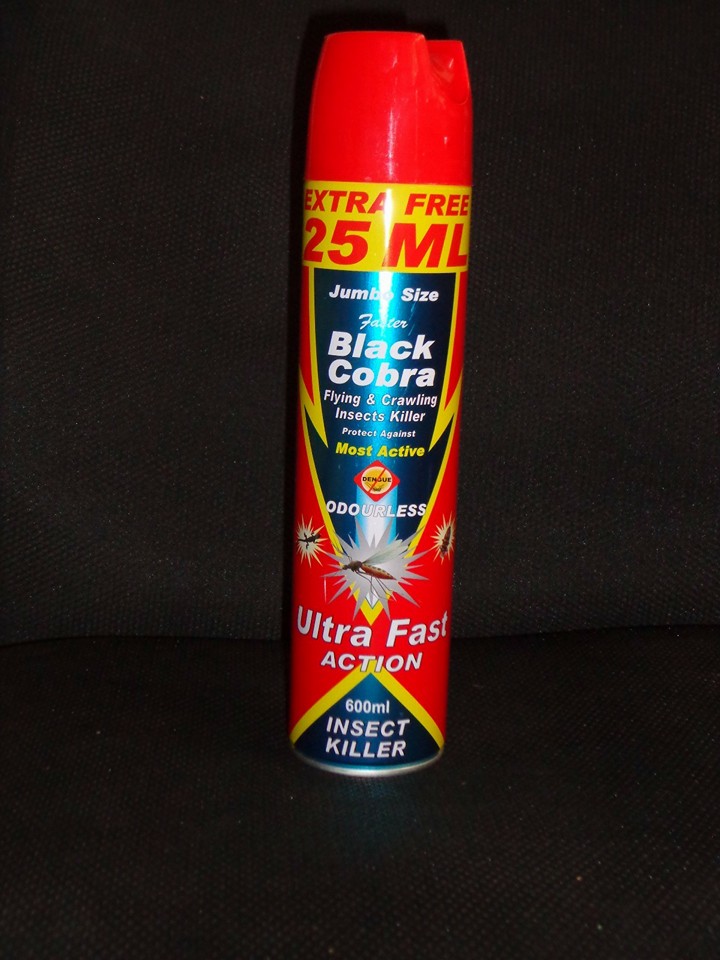 EXTRA FREE
25 ML
Jumbo Size
Faster
Black
Cobra
Flying & Crawling
Insects Killer
Protect Against
Most Active
DENGUE
ODOURLESS
Ultra Fast
ACTION
600ml
INSECT
KILLER